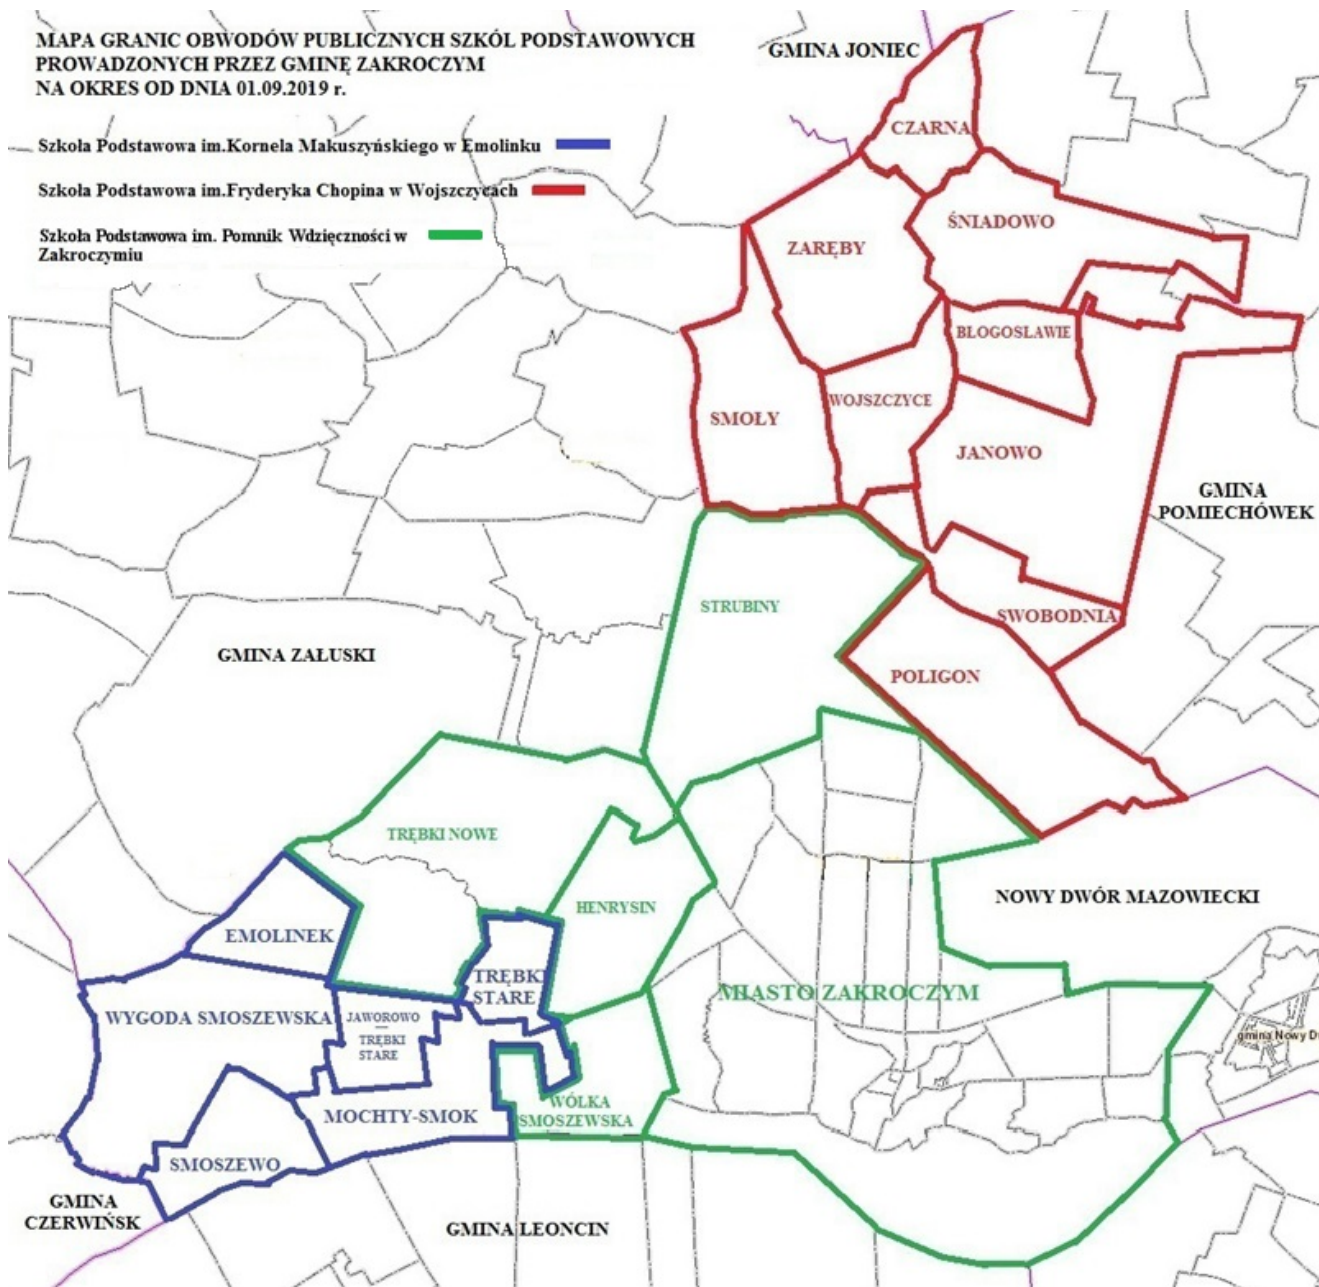 MAPA GRANIC OBWODÓW PUBLICZNYCH SZKÓL PODSTAWOWYCH
PROWADZONYCH PRZEZ GMINĘ ZAKROCZYM
NA OKRES OD DNIA 01.09.2019 r.
Szkoła Podstawowa im.Kornela Makuszyńskiego w Emolinku
Szkoła Podstawowa im.Fryderyka Chopina w Wojszczycach
Szkoła Podstawowa im. Pomnik Wdzięczności w
Zakroczymiu
GMINA JONIEC
CZARNA
ŚNIADOWO
ZARĘBY
BŁOGOSLAWIE
WOJSZCZYCE
SMOŁY
JANOWO
GMINA
POMIECHÓWEK
STRUBINY
SWOBODNIA
GMINA ZAŁUSKI
POLIGON
TRĘBKI NOWE
HENRYSIN
NOWY DWÓR MAZOWIECKI
EMOLINEK
TRĘBKI
STARE
MIASTO ZAKROCZYM
WYGODA SMOSZEWSKA
JAWOROWO
—
TRĘBKI
STARE
gmina Nowy D
WÓLKA
SMOSZEWSKA
MOCHTY-SMOK
SMOSZEWO
GMINA
CZERWIŃSK
GMINA LEONCIN